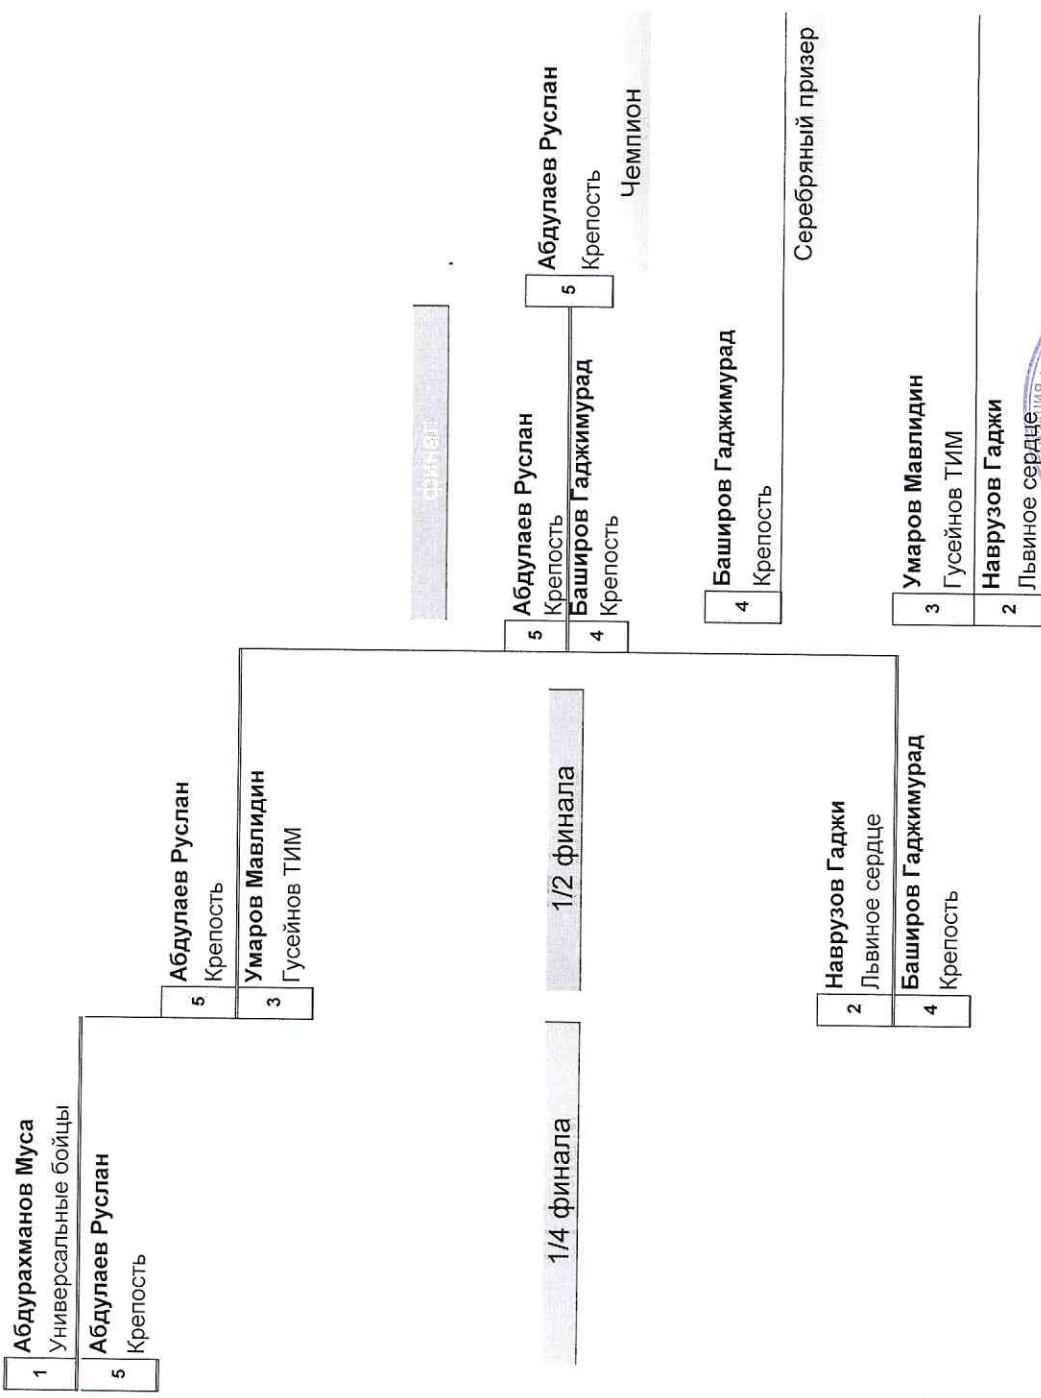 1
Абдурахманов Муса
Универсальные бойцы
5
Абдулаев Руслан
Крепость
5
Абдулаев Руслан
Крепость
3
Умаров Мавлидин
Гусейнов ТИМ
финал
1/4 финала
1/2 финала
5
Абдулаев Руслан
Крепость
4
Баширов Гаджимурад
Крепость
5
Абдулаев Руслан
Крепость
Чемпион
4
Баширов Гаджимурад
Крепость
Серебряный призер
2
Наврузов Гаджи
Львиное сердце
4
Баширов Гаджимурад
Крепость
3
Умаров Мавлидин
Гусейнов ТИМ
2
Наврузов Гаджи
Львиное сердце